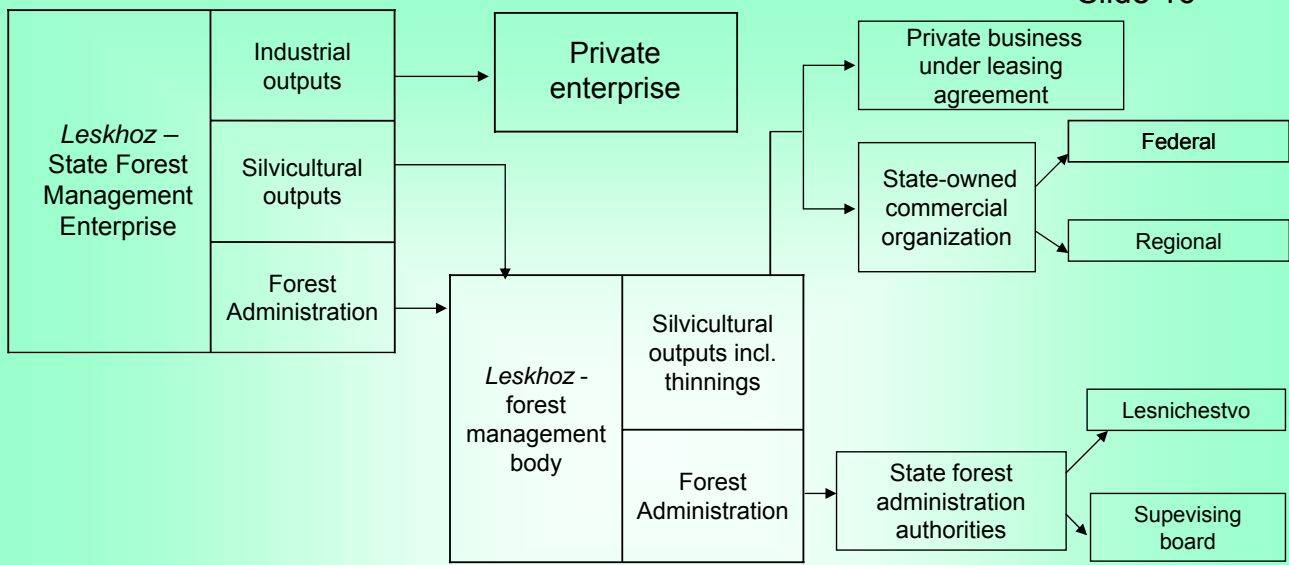 Leskhoz –
State Forest
Management
Enterprise
Industrial
outputs
Silvicultural
outputs
Forest
Administration
Private
enterprise
Leskhoz -
forest
management
body
Silvicultural
outputs incl.
thinnings
Forest
Administration
Private business
under leasing
agreement
State-owned
commercial
organization
Federal
Regional
State forest
administration
authorities
Lesnichestvo
Supevising
board